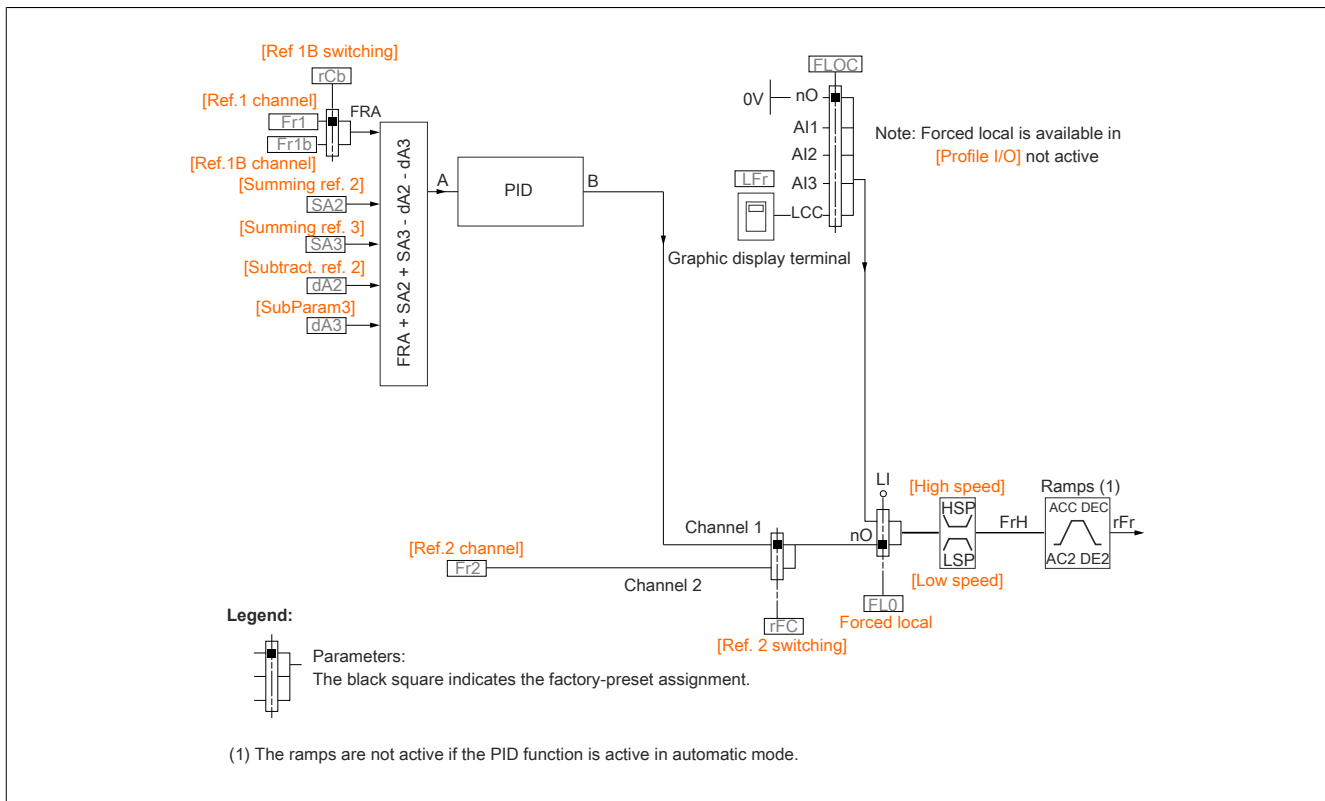 [Ref 1B switching]
rCb
[Ref.1 channel]
FRA
Fr1
Fr1b
[Ref.1B channel]
[Summing ref. 2]
SA2
[Summing ref. 3]
SA3
[Subtract. ref. 2]
dA2
[SubParam3]
dA3
FRA + SA2 + SA3 - dA2 - dA3
A
PID
B
FLOC
0V
nO
AI1
AI2
AI3
LFr
LCC
Graphic display terminal
Note: Forced local is available in
[Profile I/O] not active
LI
[High speed]
Ramps (1)
HSP
ACC DEC
FrH
rFr
LSP
AC2 DE2
[Low speed]
Channel 1
nO
[Ref.2 channel]
Fr2
Channel 2
FL0
Forced local
rFC
[Ref. 2 switching]
Legend:
Parameters:
The black square indicates the factory-preset assignment.
(1) The ramps are not active if the PID function is active in automatic mode.